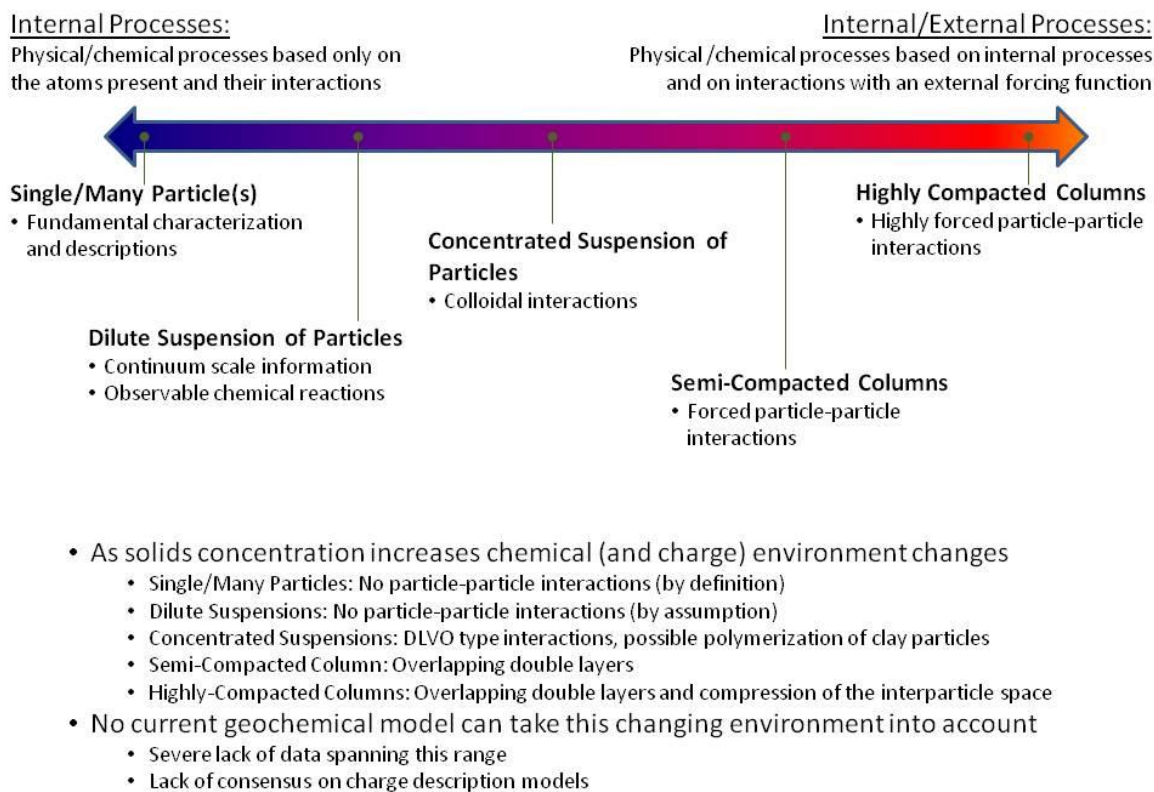 Internal Processes:
Physical/chemical processes based only on
the atoms present and their interactions
Internal/External Processes:
Physical /chemical processes based on internal processes
and on interactions with an external forcing function
Single/Many Particle(s)
• Fundamental characterization
and descriptions
Dilute Suspension of Particles
• Continuum scale information
• Observable chemical reactions
Concentrated Suspension of
Particles
• Colloidal interactions
Semi-Compacted Columns
• Forced particle-particle
interactions
Highly Compacted Columns
• Highly forced particle-particle
interactions
• As solids concentration increases chemical (and charge) environment changes
• Single/Many Particles: No particle-particle interactions (by definition)
• Dilute Suspensions: No particle-particle interactions (by assumption)
• Concentrated Suspensions: DLVO type interactions, possible polymerization of clay particles
• Semi-Compacted Column: Overlapping double layers
• Highly-Compacted Columns: Overlapping double layers and compression of the interparticle space
• No current geochemical model can take this changing environment into account
• Severe lack of data spanning this range
• Lack of consensus on charge description models